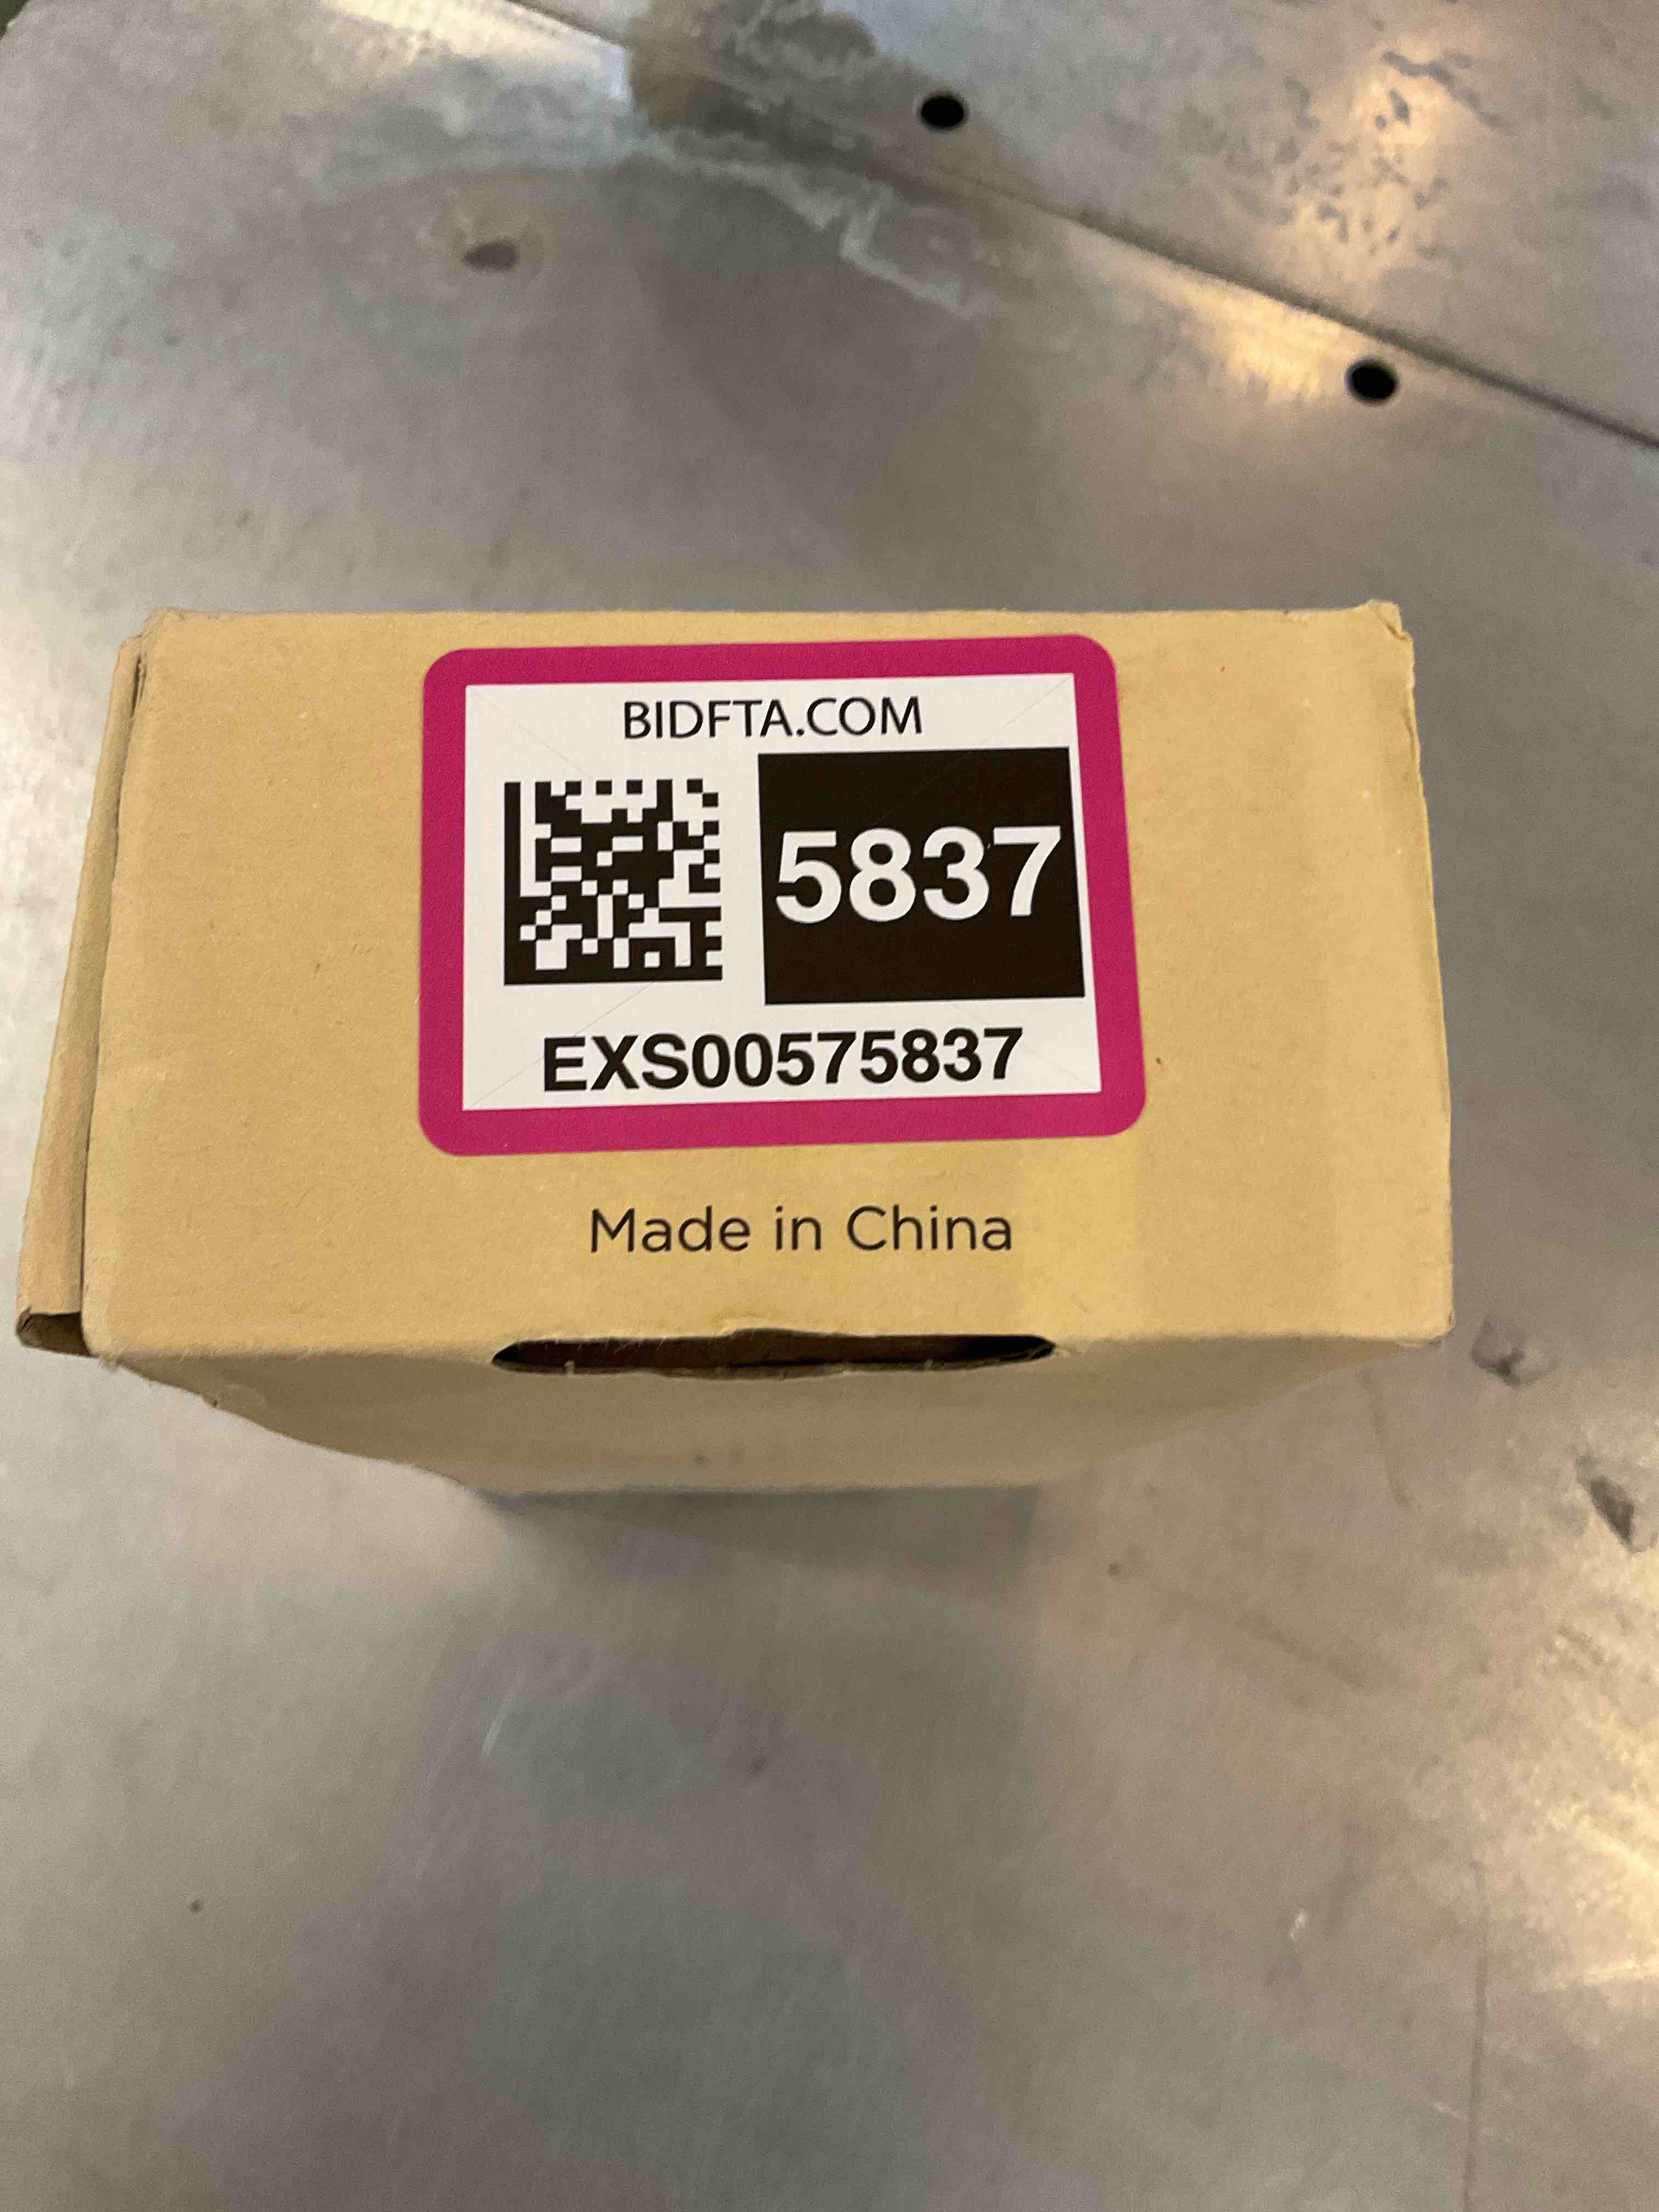 BIDFTA.COM
5837
EXS00575837
Made in China